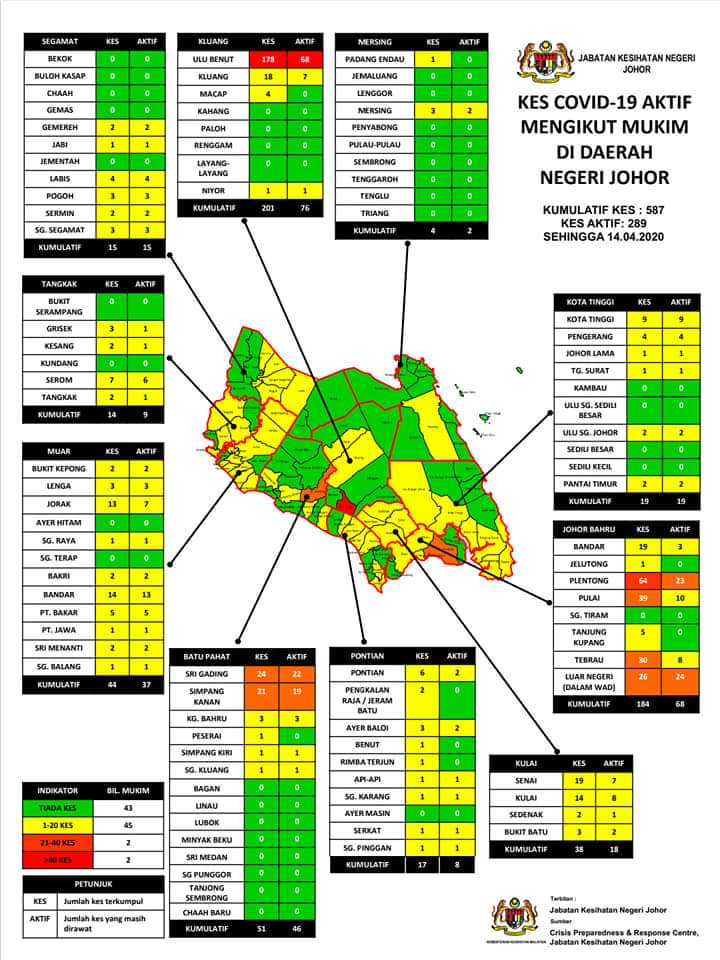 JABATAN KESIHATAN NEGERI
JOHOR
KES COVID-19 AKTIF
MENGIKUT MUKIM
DI DAERAH
NEGERI JOHOR
KUMULATIF KES : 587
KES AKTIF: 289
SEHINGGA 14.04.2020
SEGAMAT KES AKTIF
BEKOK 0 0
BULOH KASAP 0 0
CHAAH 0 0
GEMAS 0 0
GEMEREH 2 2
JABI 1 1
JEMENTAH 0 0
LABIS 4 4
POGOH 3 3
SERMIN 2 2
SG. SEGAMAT 3 3
KUMULATIF 15 15
KLUANG KES AKTIF
ULU BENUT 178 68
KLUANG 18 7
MACAP 4 0
KAHANG 0 0
PALOH 0 0
RENGGAM 0 0
LAYANG-
LAYANG 0 0
NIYOR 1 1
KUMULATIF 201 76
MERSING KES AKTIF
PADANG ENDAU 1 0
JEMALUANG 0 0
LENGGOR 0 0
MERSING 3 2
PENYABONG 0 0
PULAU-PULAU 0 0
SEMBRONG 0 0
TENGGAROH 0 0
TENGLU 0 0
TRIANG 0 0
KUMULATIF 4 2
TANGKAK KES AKTIF
BUKIT
SERAMPANG 0 0
GRISEK 3 1
KESANG 2 1
KUNDANG 0 0
SEROM 7 6
TANGKAK 2 1
KUMULATIF 14 9
MUAR KES AKTIF
BUKIT KEPONG 2 2
LENGA 3 3
JORAK 13 7
AYER HITAM 0 0
SG. RAYA 1 1
SG. TERAP 0 0
BAKRI 2 2
BANDAR 14 13
PT. BAKAR 5 5
PT. JAWA 1 1
SRI MENANTI 2 2
SG. BALANG 1 1
KUMULATIF 44 37
KOTA TINGGI KES AKTIF
KOTA TINGGI 9 9
PENGERANG 4 4
JOHOR LAMA 1 1
TG. SURAT 1 1
KAMBAU 0 0
ULU SG. SEDILI
BESAR 0 0
ULU SG. JOHOR 2 2
SEDILI BESAR 0 0
SEDILI KECIL 0 0
PANTAI TIMUR 2 2
KUMULATIF 19 19
JOHOR BAHRU KES AKTIF
BANDAR 19 3
JELUTONG 1 0
PLENTONG 64 23
PULAI 39 10
SG. TIRAM 0 0
TANJUNG
KUPANG 5 0
TEBRAU 30 8
LUAR NEGERI
(DALAM WAD) 26 24
KUMULATIF 184 68
BATU PAHAT KES AKTIF
SRI GADING 24 22
SIMPANG
KANAN 21 19
KG. BAHRU 3 3
PESERAI 1 0
SIMPANG KIRI 1 1
SG. KLUANG 1 1
BAGAN 0 0
LINAU 0 0
LUBOK 0 0
MINYAK BEKU 0 0
SRI MEDAN 0 0
SG PUNGGOR 0 0
TANJONG
SEMBRONG 0 0
CHAAH BARU 0 0
KUMULATIF 51 46
PONTIAN KES AKTIF
PONTIAN 6 2
PENGKALAN
RAJA / JERAM
BATU 2 0
AYER BALOI 3 2
BENUT 1 0
RIMBA TERJUN 1 0
API-API 1 1
SG. KARANG 1 1
AYER MASIN 0 0
SERKAT 1 1
SG. PINGGAN 1 1
KUMULATIF 17 8
KULAI KES AKTIF
SENAI 19 7
KULAI 14 8
SEDENAK 2 1
BUKIT BATU 3 2
KUMULATIF 38 18
INDIKATOR BIL. MUKIM
TIADA KES 43
1-20 KES 45
21-40 KES 2
>40 KES 2
PETUNJUK
KES Jumlah kes terkumpul
AKTIF Jumlah kes yang masih
dirawat
KEMENTERIAN KESIHATAN MALAYSIA
Terbitan :
Jabatan Kesihatan Negeri Johor
Sumber
Crisis Preparedness & Response Centre,
Jabatan Kesihatan Negeri Johor